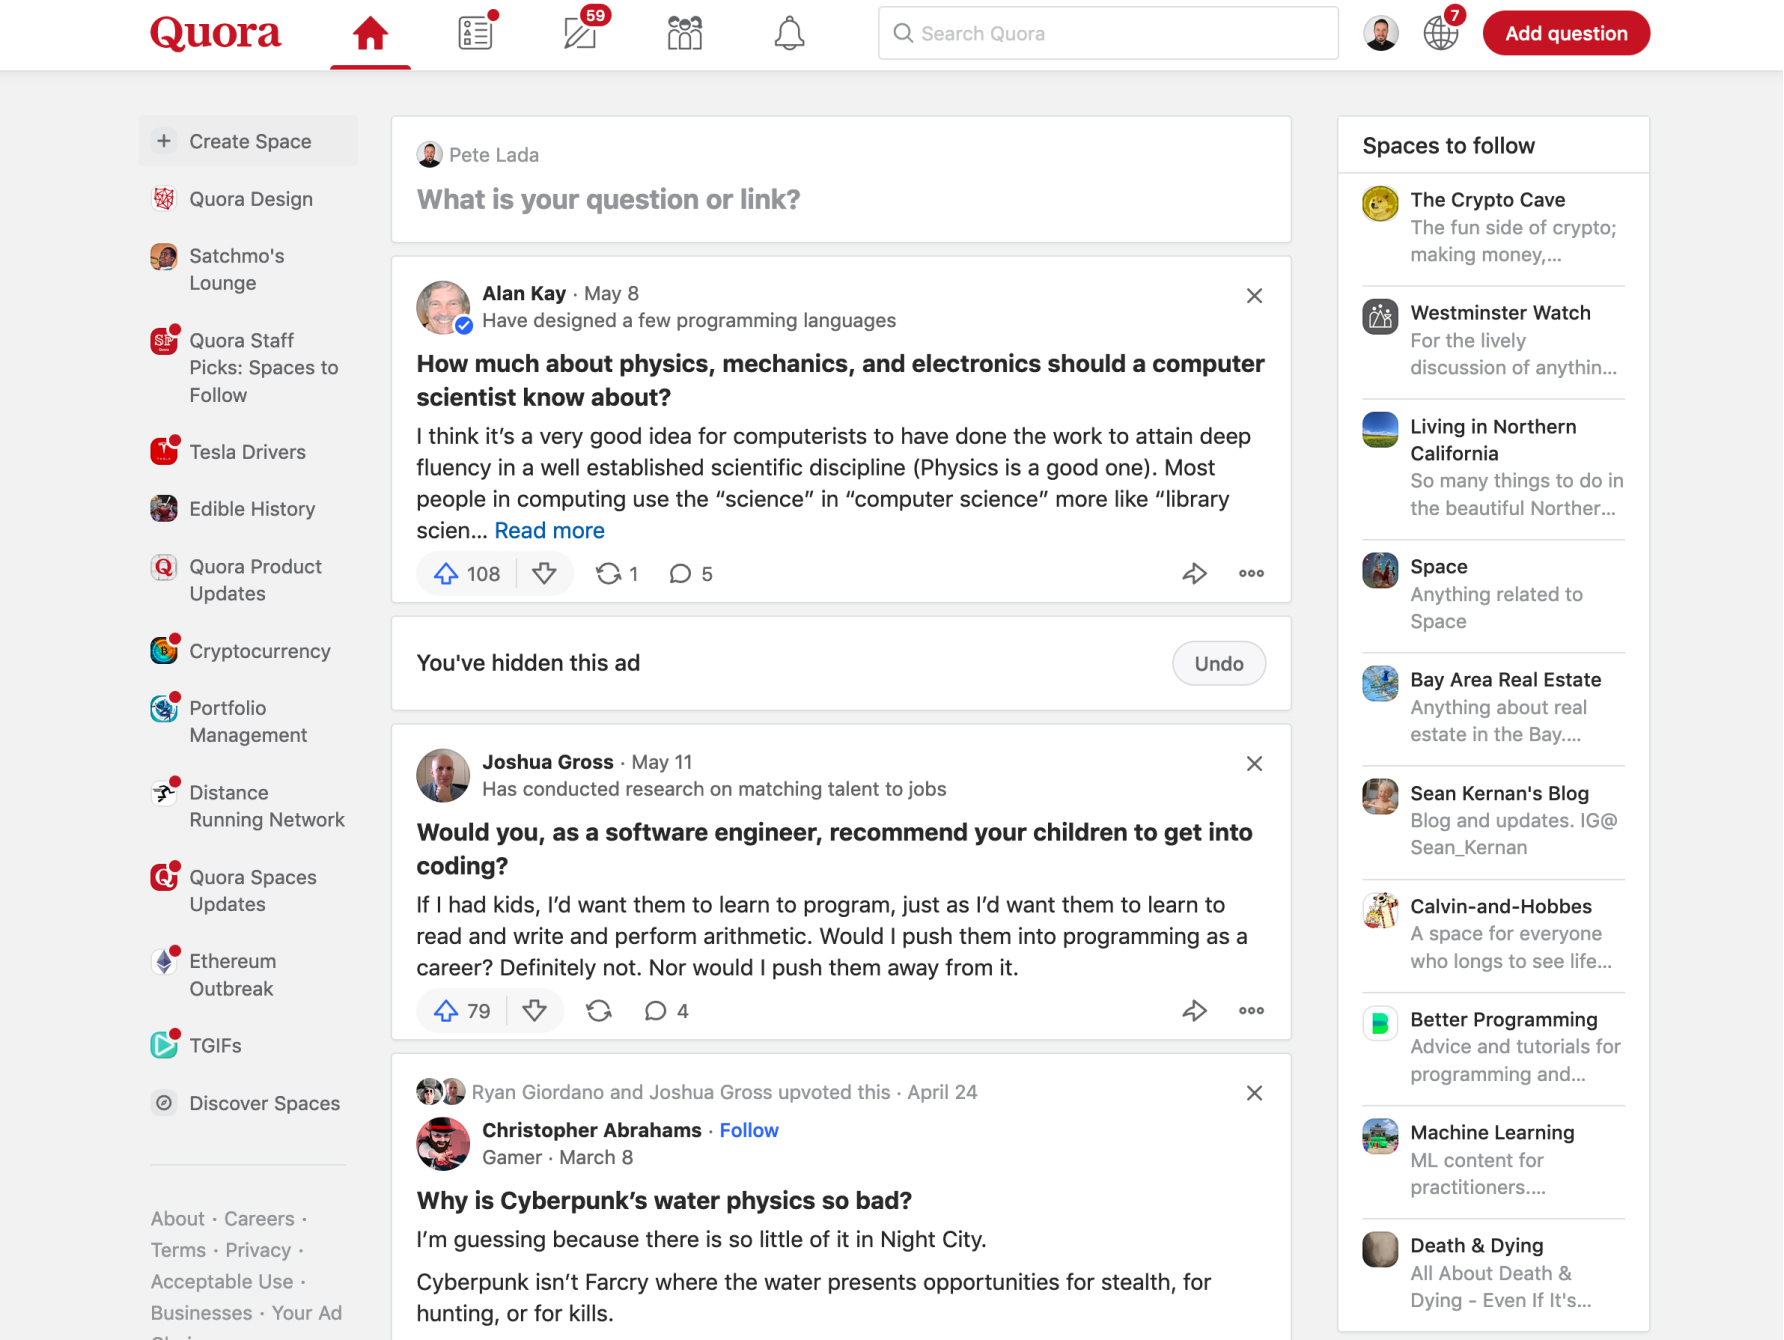 Quora
59
Search Quora
7
Add question
Create Space
Quora Design
Satchmo's
Lounge
Quora Staff
Picks: Spaces to
Follow
Tesla Drivers
Edible History
Quora Product
Updates
Cryptocurrency
Portfolio
Management
Distance
Running Network
Quora Spaces
Updates
Ethereum
Outbreak
TGIFs
Discover Spaces
About · Careers ·
Terms · Privacy ·
Acceptable Use ·
Businesses · Your Ad
Pete Lada
What is your question or link?
Alan Kay · May 8
Have designed a few programming languages
How much about physics, mechanics, and electronics should a computer
scientist know about?
I think it’s a very good idea for computerists to have done the work to attain deep
fluency in a well established scientific discipline (Physics is a good one). Most
people in computing use the “science” in “computer science” more like “library
scien... Read more
108 1 5
You've hidden this ad
Undo
Joshua Gross · May 11
Has conducted research on matching talent to jobs
Would you, as a software engineer, recommend your children to get into
coding?
If I had kids, I’d want them to learn to program, just as I’d want them to learn to
read and write and perform arithmetic. Would I push them into programming as a
career? Definitely not. Nor would I push them away from it.
79 4
Ryan Giordano and Joshua Gross upvoted this · April 24
Christopher Abrahams · Follow
Gamer · March 8
Why is Cyberpunk’s water physics so bad?
I’m guessing because there is so little of it in Night City.
Cyberpunk isn’t Farcry where the water presents opportunities for stealth, for
hunting, or for kills.
Spaces to follow
The Crypto Cave
The fun side of crypto;
making money,...
Westminster Watch
For the lively
discussion of anythin...
Living in Northern
California
So many things to do in
the beautiful Norther...
Space
Anything related to
Space
Bay Area Real Estate
Anything about real
estate in the Bay....
Sean Kernan's Blog
Blog and updates. IG@
Sean_Kernan
Calvin-and-Hobbes
A space for everyone
who longs to see life...
Better Programming
Advice and tutorials for
programming and...
Machine Learning
ML content for
practitioners....
Death & Dying
All About Death &
Dying - Even If It's...